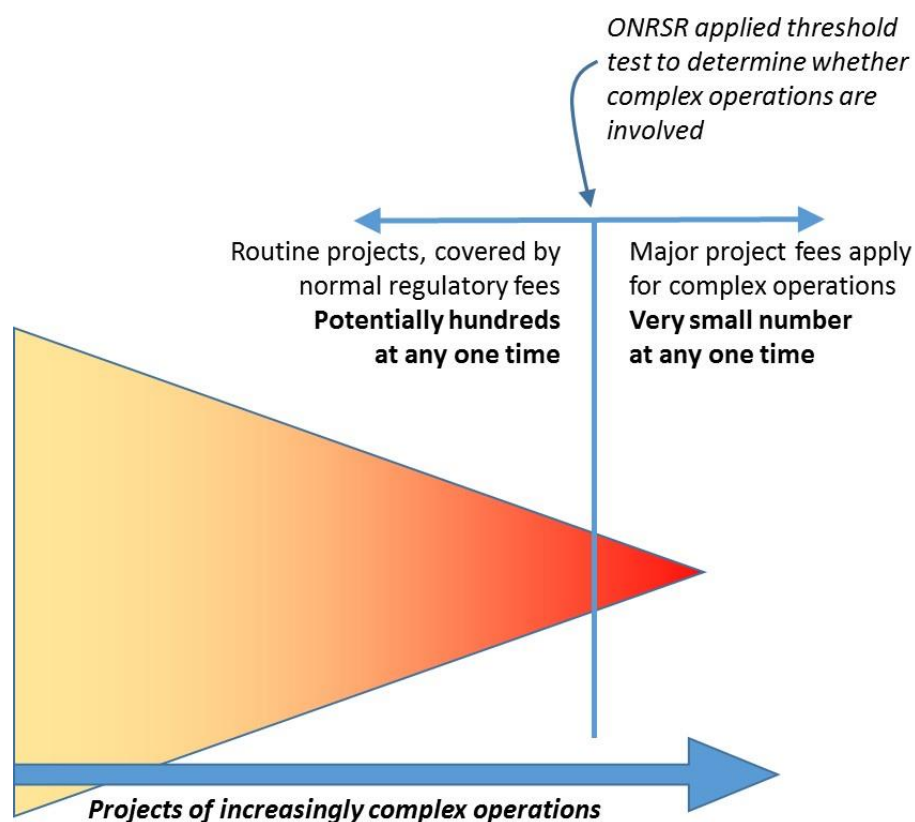 ONRSR applied threshold
test to determine whether
complex operations are
involved
Routine projects, covered by
normal regulatory fees
Potentially hundreds
at any one time
Major project fees apply
for complex operations
Very small number
at any one time
Projects of increasingly complex operations